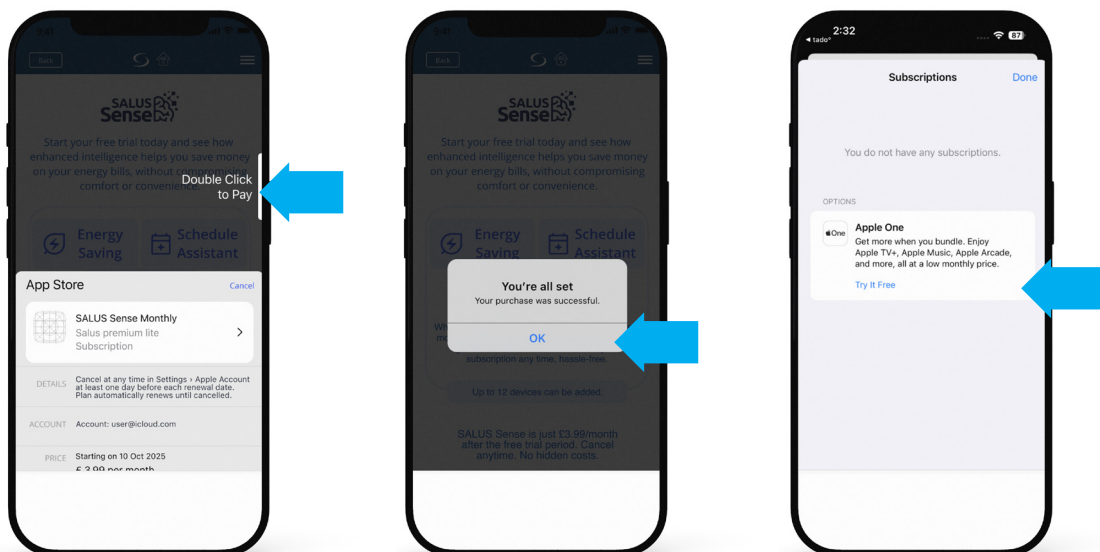 9:41
Back
SALUS
Sense
Start your free trial today and see how
enhanced intelligence helps you save money
on your energy bills, without compromising
comfort or convenience.
Double Click
to Pay
Energy
Saving
Schedule
Assistant
App Store
Cancel
SALUS Sense Monthly
Salus premium lite
Subscription
DETAILS
Cancel at any time in Settings › Apple Account
at least one day before each renewal date.
Plan automatically renews until cancelled.
ACCOUNT
Account: user@icloud.com
PRICE
Starting on 10 Oct 2025
£ 3.99 per month
9:41
Back
SALUS
Sense
Start your free trial today and see how
enhanced intelligence helps you save money
on your energy bills, without compromising
comfort or convenience.
Energy
Saving
Schedule
Assistant
You're all set
Your purchase was successful.
OK
subscription any time, hassle-free.
Up to 12 devices can be added.
SALUS Sense is just £3.99/month
after the free trial period. Cancel
anytime. No hidden costs.
2:32
tado°
87
Subscriptions
Done
You do not have any subscriptions.
OPTIONS
One
Apple One
Get more when you bundle. Enjoy
Apple TV+, Apple Music, Apple Arcade,
and more, all at a low monthly price.
Try It Free